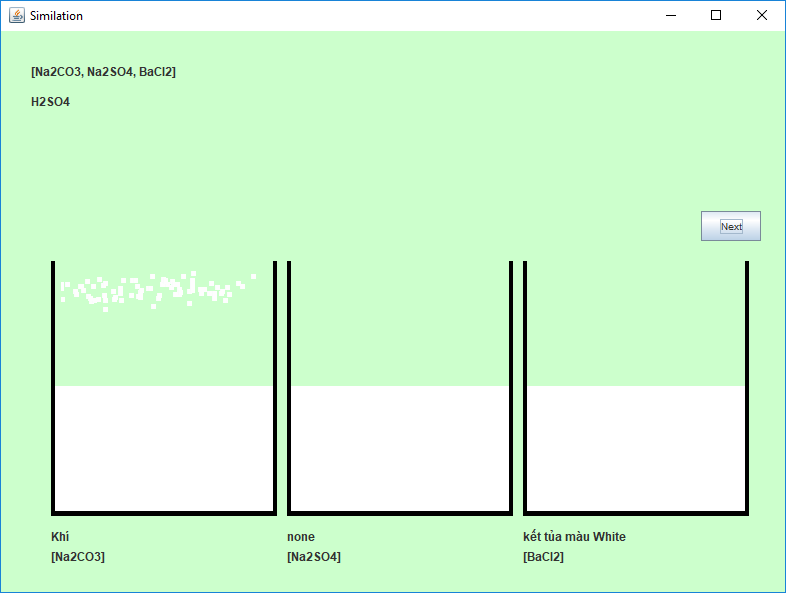 Similation
[Na2CO3, Na2SO4, BaCl2]
H2SO4
Next
Khí
none
kết tủa màu White
[Na2CO3]
[Na2SO4]
[BaCl2]